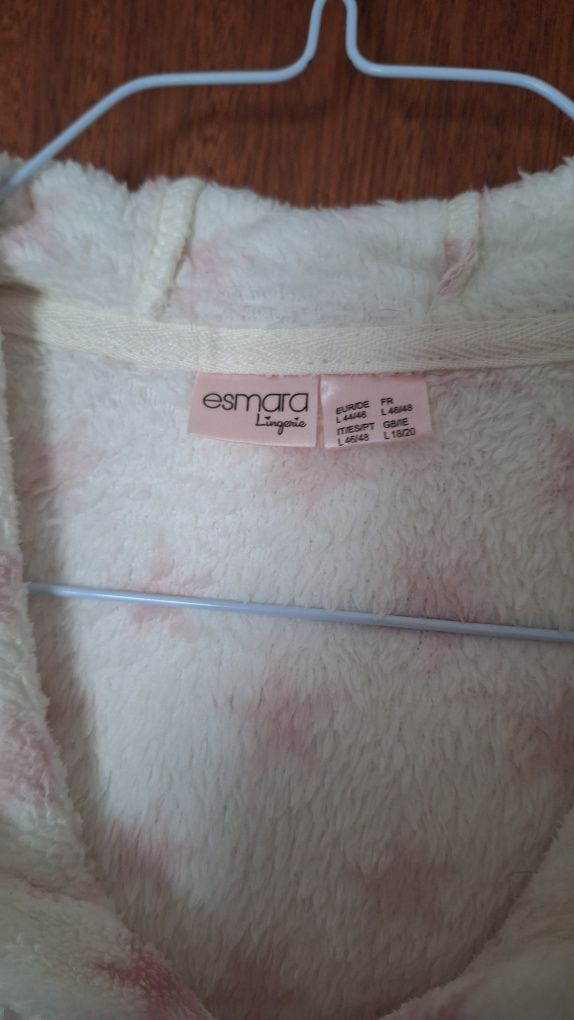 esmara
Lingerie
EUR/DE FR
L 44/46 L 46/48
IT/ES/PT GB/IE
L 46/48 L 18/20